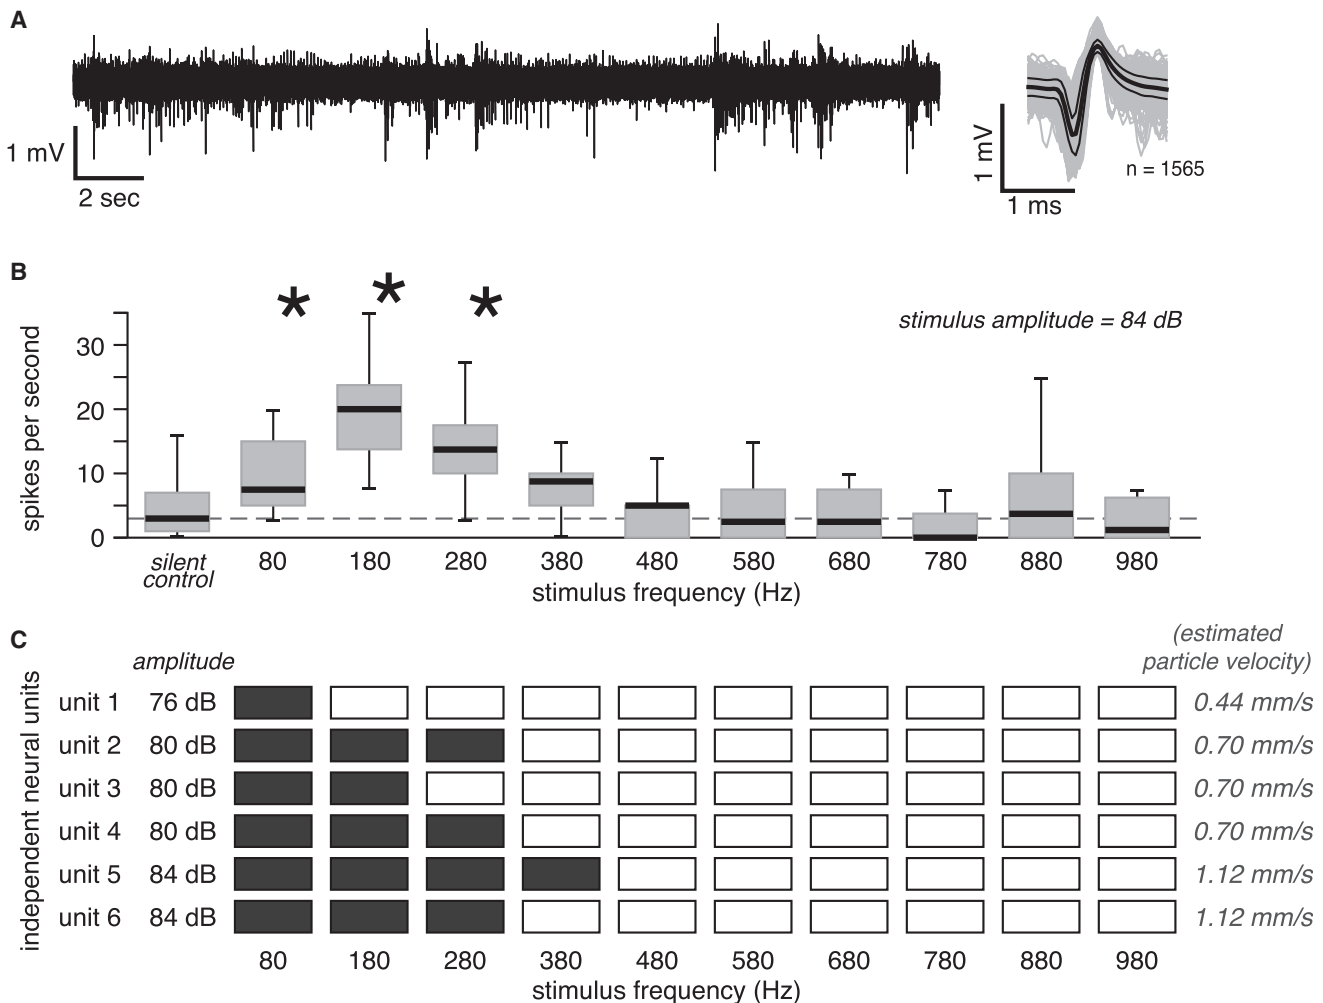 A
1 mV
2 sec
1 mV
1 ms
n = 1565
B
*
*
*
stimulus amplitude = 84 dB
spikes per second
30
20
10
0
silent
control
80 180 280 380 480 580 680 780 880 980
stimulus frequency (Hz)
C
amplitude
(estimated
particle velocity)
independent neural units
unit 1 76 dB 0.44 mm/s
unit 2 80 dB 0.70 mm/s
unit 3 80 dB 0.70 mm/s
unit 4 80 dB 0.70 mm/s
unit 5 84 dB 1.12 mm/s
unit 6 84 dB 1.12 mm/s
80 180 280 380 480 580 680 780 880 980
stimulus frequency (Hz)